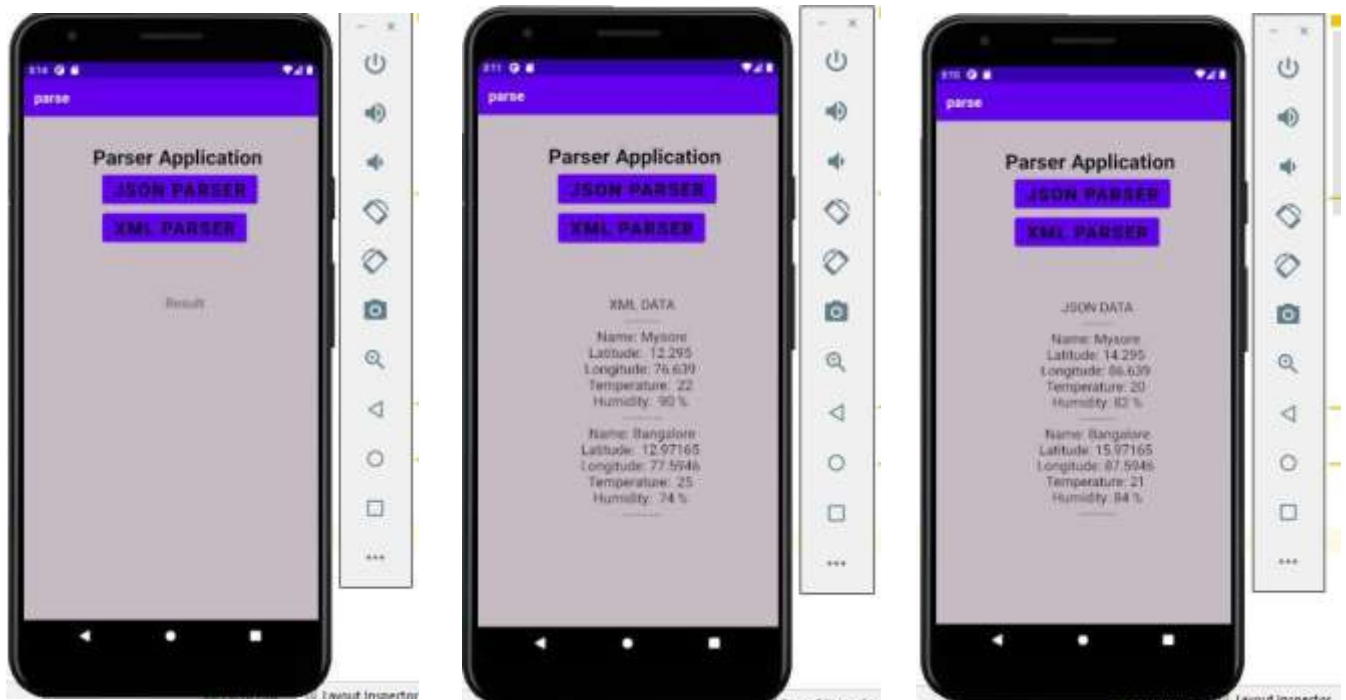 parse
Parser Application
JSON PARSER
XML PARSER
Result
Layout Inspector
3:11
parse
Parser Application
JSON PARSER
XML PARSER
XML DATA
Name: Mysore
Latitude: 12.295
Longitude: 76.639
Temperature: 22
Humidity: 90 %
Name: Bangalore
Latitude: 12.97165
Longitude: 77.5946
Temperature: 25
Humidity: 74 %
parse
Parser Application
JSON PARSER
XML PARSER
JSON DATA
Name: Mysore
Latitude: 14.295
Longitude: 86.639
Temperature: 20
Humidity: 82 %
Name: Bangalore
Latitude: 15.97165
Longitude: 87.5946
Temperature: 21
Humidity: 84 %
Layout Inspector